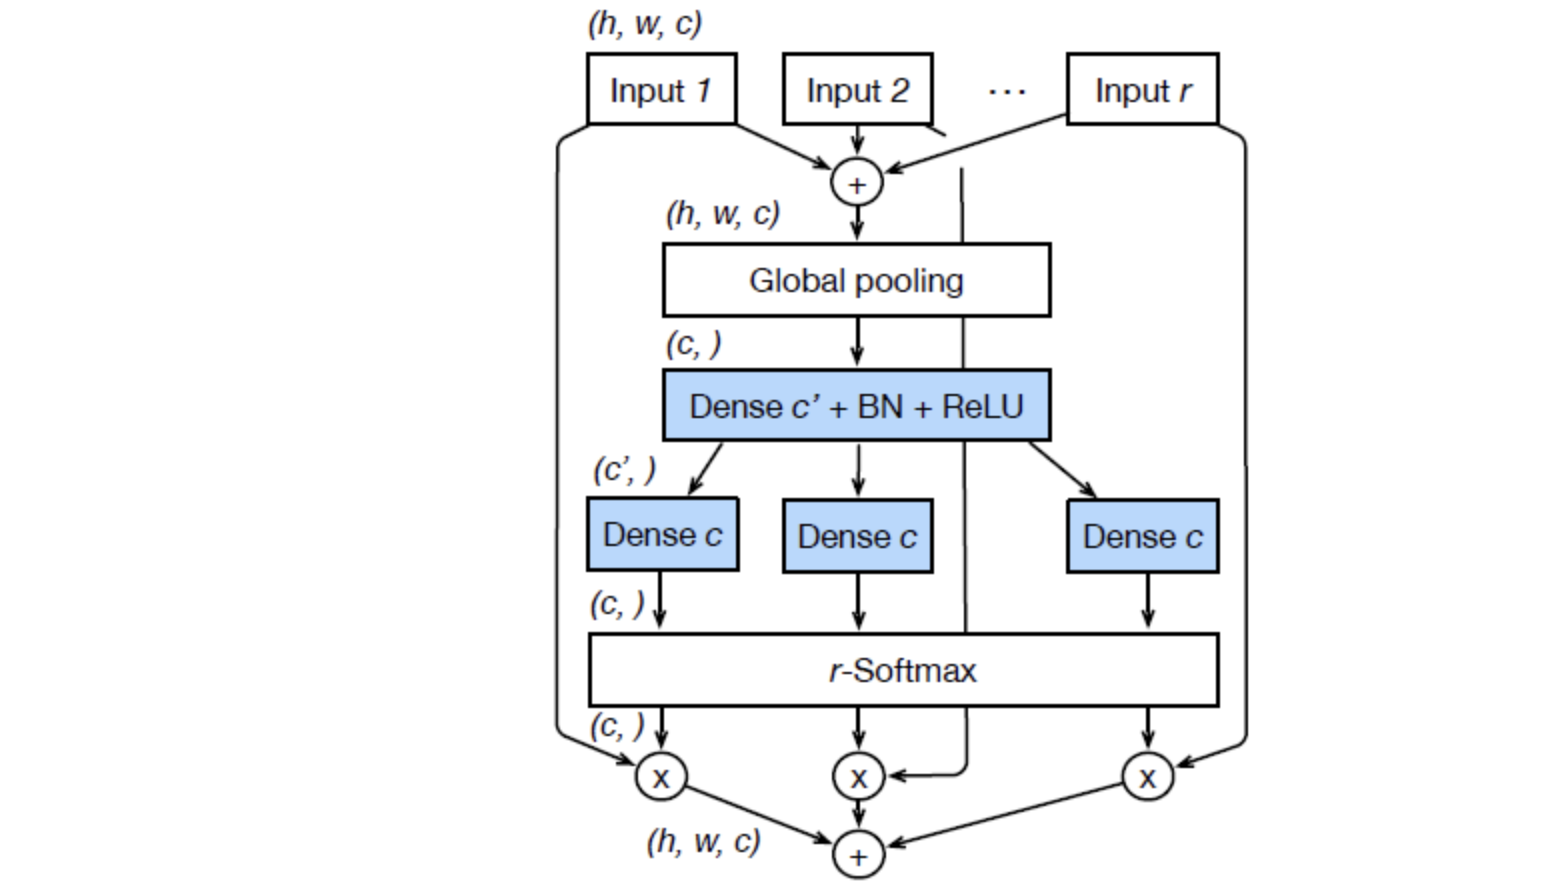 (h, w, c)
Input 1 Input 2 ··· Input r
+
(h, w, c)
Global pooling
(c, )
Dense c’ + BN + ReLU
(c’, )
Dense c Dense c Dense c
(c, )
r-Softmax
(c, )
x x x
(h, w, c)
+